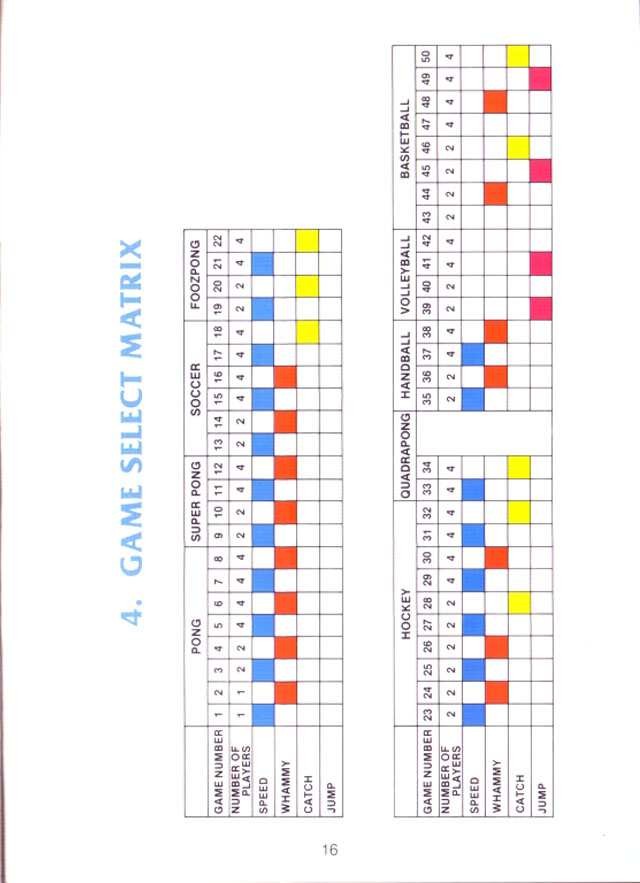 4. GAME SELECT MATRIX
PONG SUPER PONG SOCCER FOOZPONG
GAME NUMBER 1 2 3 4 5 6 7 8 9 10 11 12 13 14 15 16 17 18 19 20 21 22
NUMBER OF
PLAYERS 1 1 2 2 4 4 4 4 2 2 4 4 2 2 4 4 4 4 2 2 4 4
SPEED
WHAMMY
CATCH
JUMP
HOCKEY QUADRAPONG HANDBALL VOLLEYBALL BASKETBALL
GAME NUMBER 23 24 25 26 27 28 29 30 31 32 33 34 35 36 37 38 39 40 41 42 43 44 45 46 47 48 49 50
NUMBER OF
PLAYERS 2 2 2 2 2 2 4 4 4 4 4 4 2 2 4 4 2 2 4 4 2 2 2 2 4 4 4 4
SPEED
WHAMMY
CATCH
JUMP
16